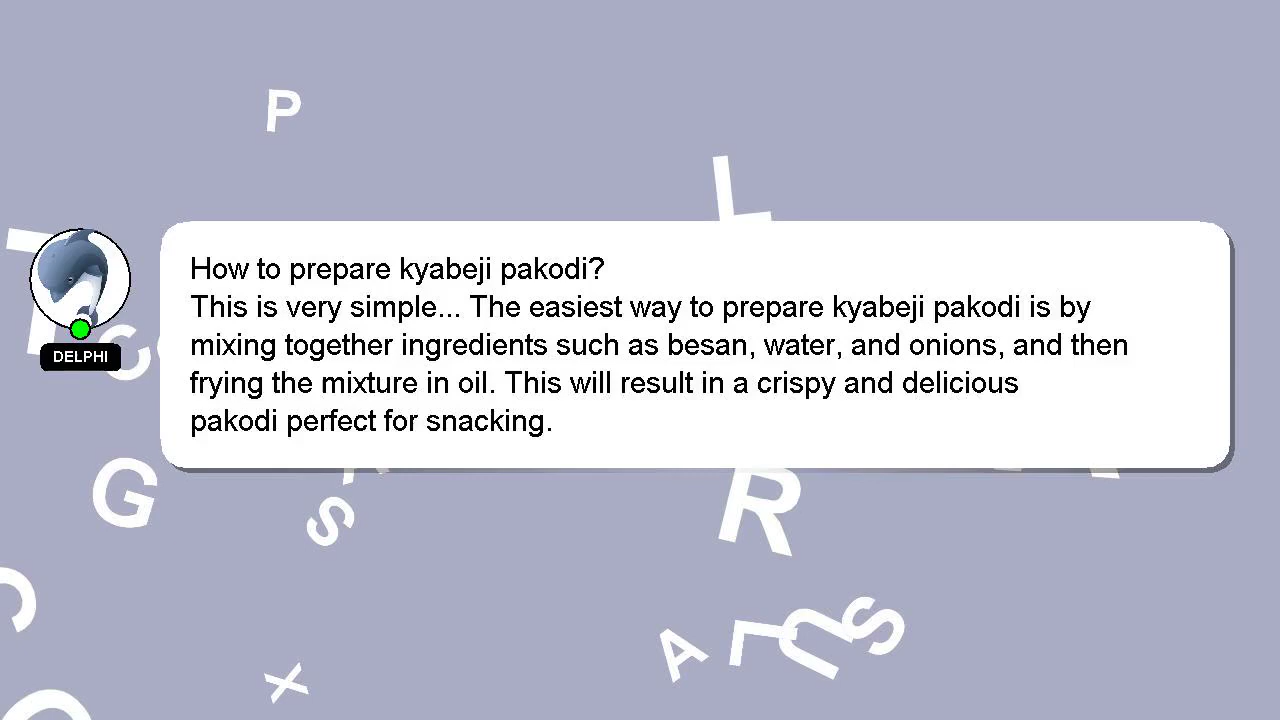 P
L
How to prepare kyabeji pakodi?
This is very simple... The easiest way to prepare kyabeji pakodi is by
mixing together ingredients such as besan, water, and onions, and then
frying the mixture in oil. This will result in a crispy and delicious
pakodi perfect for snacking.
DELPHI
C
G
S
R
C
A
L
U
S
X